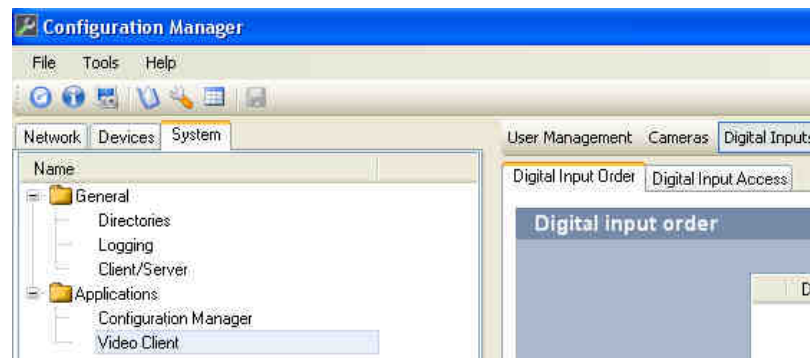 Configuration Manager
File Tools Help
Network Devices System
User Management Cameras Digital Inputs
Name
Digital Input Order Digital Input Access
General
Directories
Digital input order
Logging
Client/Server
Applications
D
Configuration Manager
Video Client